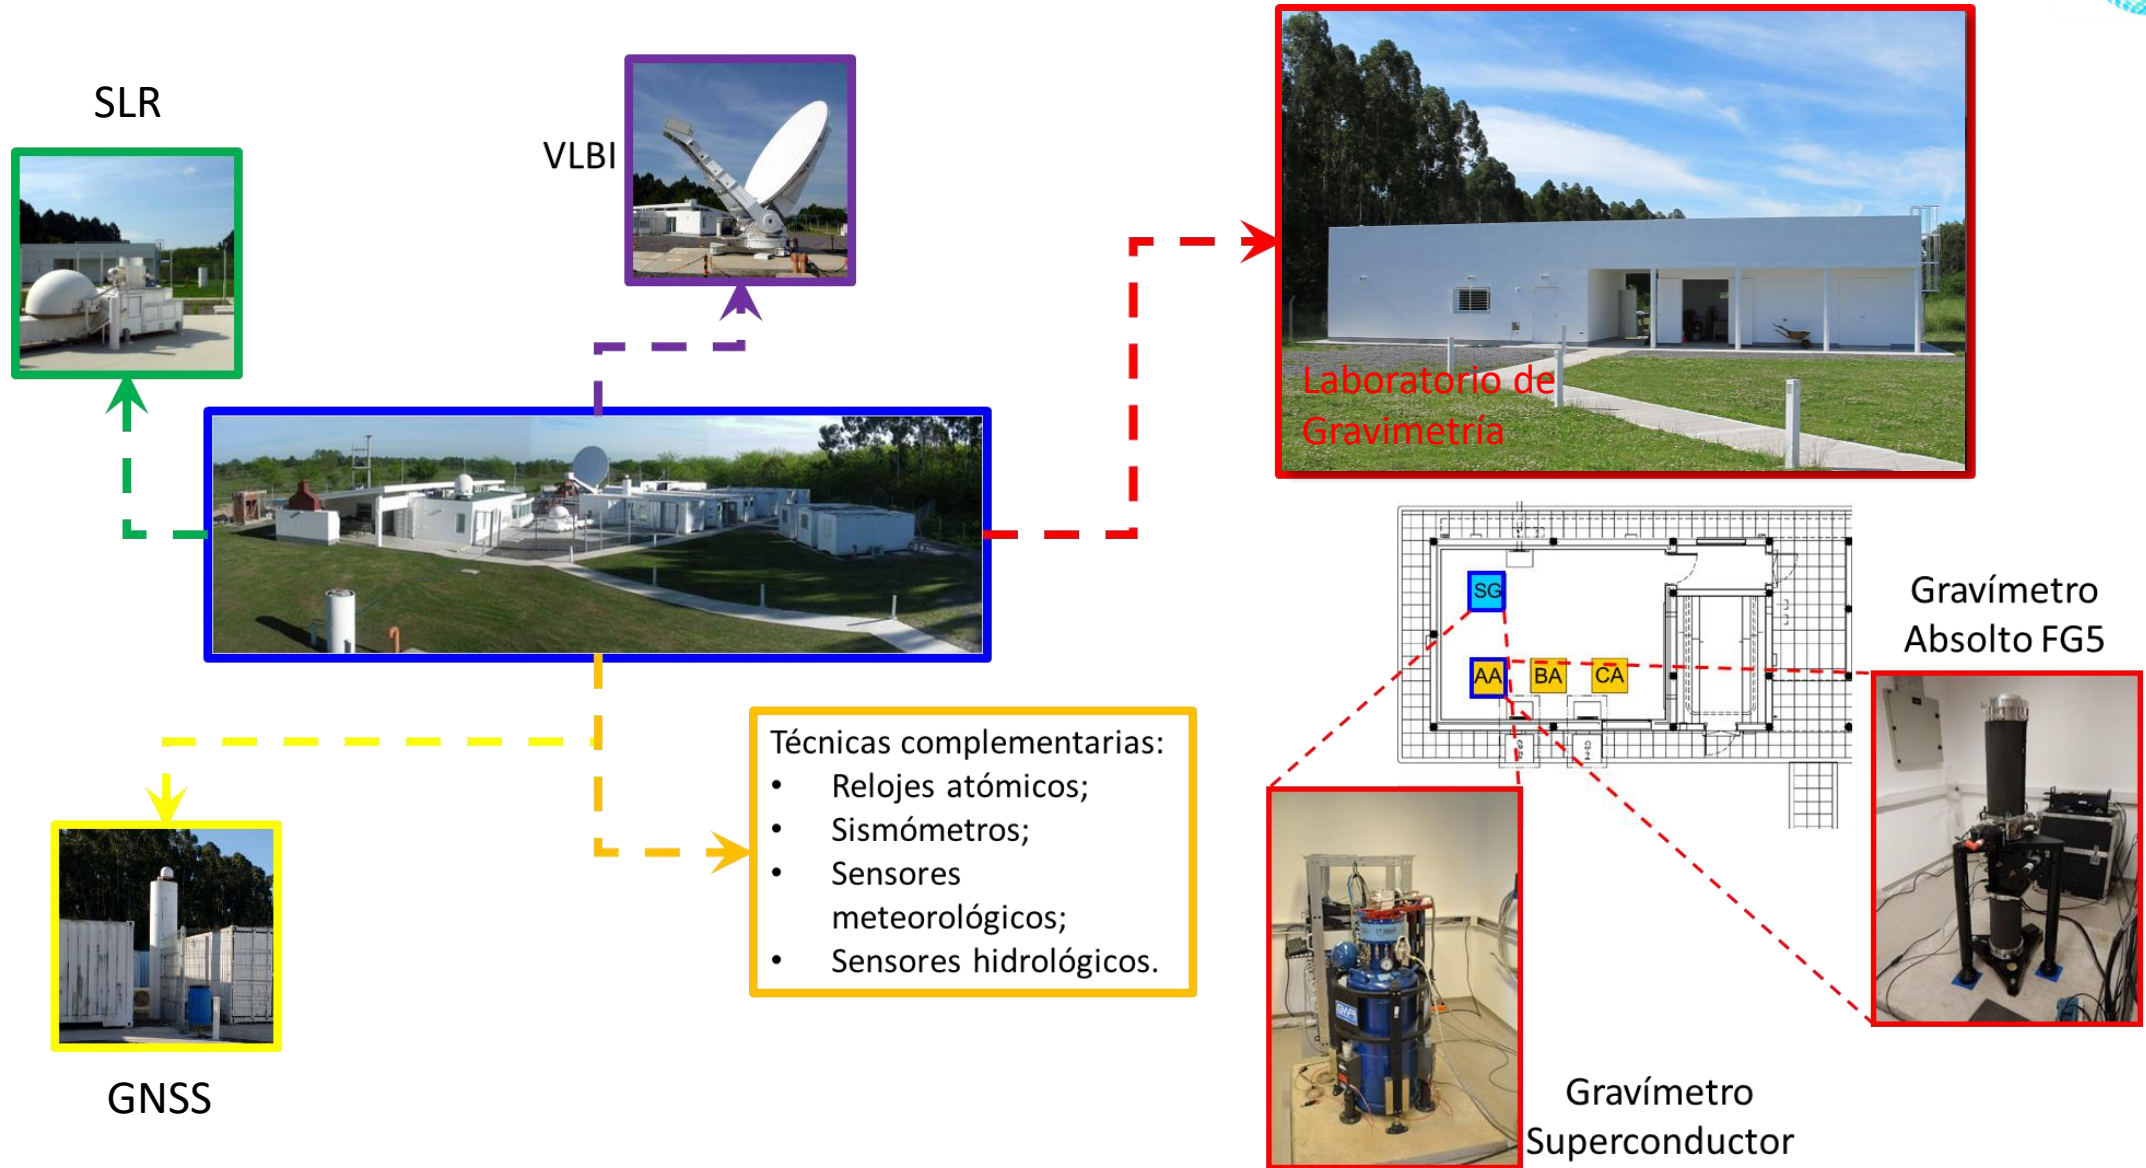 SLR
VLBI
Laboratorio de
Gravimetría
SG
AA
BA
CA
Gravímetro
Absolto FG5
Técnicas complementarias:
• Relojes atómicos;
• Sismómetros;
• Sensores
meteorológicos;
• Sensores hidrológicos.
GNSS
GWR
Gravímetro
Superconductor